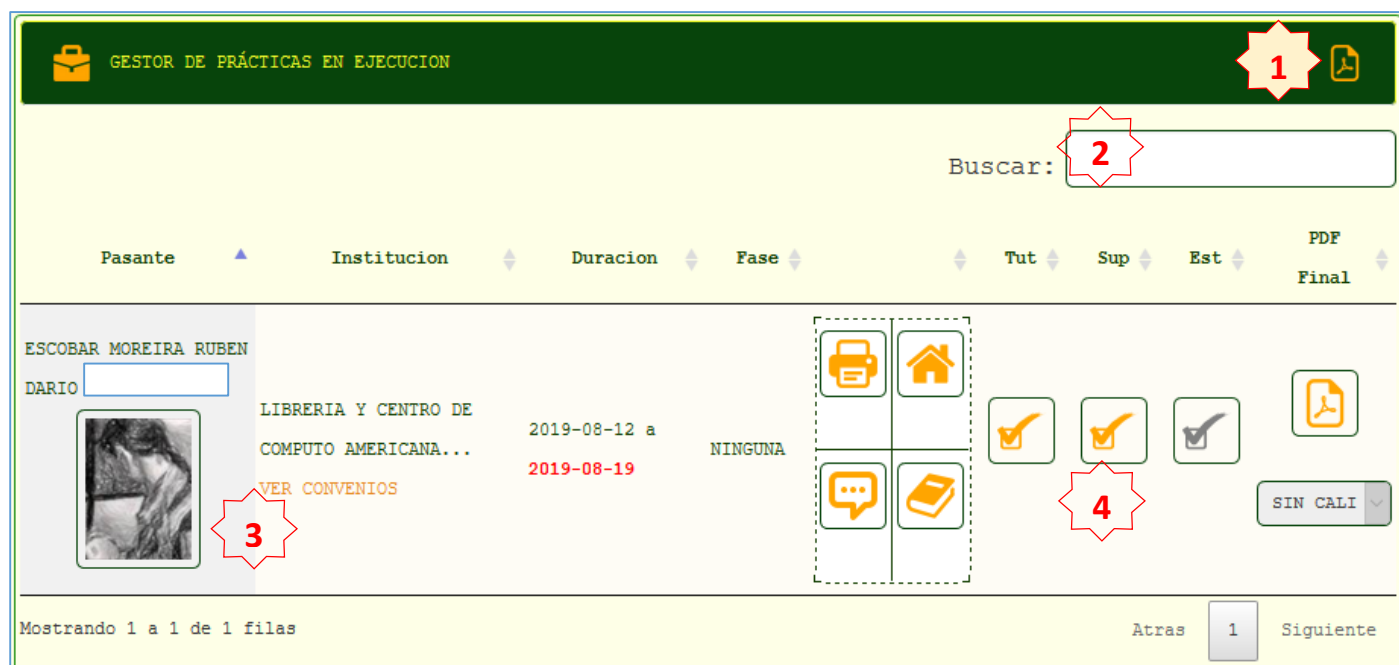 GESTOR DE PRÁCTICAS EN EJECUCION
1
Buscar:
2
Pasante Institucion Duracion Fase Tut Sup Est PDF
Final
ESCOBAR MOREIRA RUBEN
DARIO
LIBRERIA Y CENTRO DE
COMPUTO AMERICANA...
VER CONVENIOS
2019-08-12 a
2019-08-19
NINGUNA
SIN CALI
3
4
Mostrando 1 a 1 de 1 filas
Atras 1 Siguiente